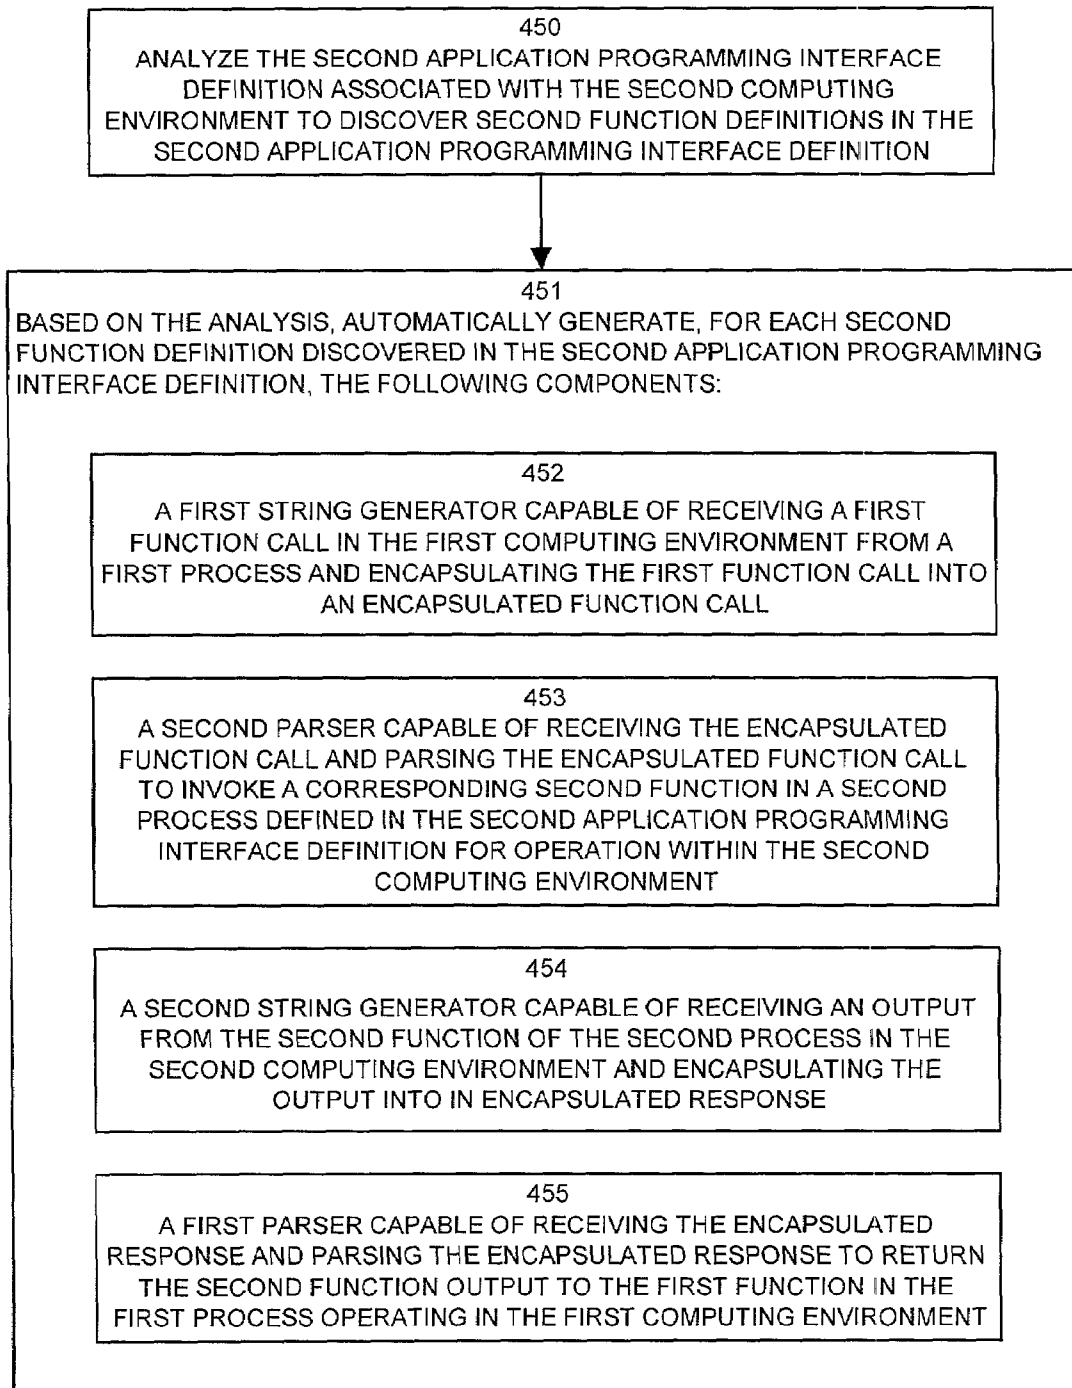 450
ANALYZE THE SECOND APPLICATION PROGRAMMING INTERFACE
DEFINITION ASSOCIATED WITH THE SECOND COMPUTING
ENVIRONMENT TO DISCOVER SECOND FUNCTION DEFINITIONS IN THE
SECOND APPLICATION PROGRAMMING INTERFACE DEFINITION
451
BASED ON THE ANALYSIS, AUTOMATICALLY GENERATE, FOR EACH SECOND
FUNCTION DEFINITION DISCOVERED IN THE SECOND APPLICATION PROGRAMMING
INTERFACE DEFINITION, THE FOLLOWING COMPONENTS:
452
A FIRST STRING GENERATOR CAPABLE OF RECEIVING A FIRST
FUNCTION CALL IN THE FIRST COMPUTING ENVIRONMENT FROM A
FIRST PROCESS AND ENCAPSULATING THE FIRST FUNCTION CALL INTO
AN ENCAPSULATED FUNCTION CALL
453
A SECOND PARSER CAPABLE OF RECEIVING THE ENCAPSULATED
FUNCTION CALL AND PARSING THE ENCAPSULATED FUNCTION CALL
TO INVOKE A CORRESPONDING SECOND FUNCTION IN A SECOND
PROCESS DEFINED IN THE SECOND APPLICATION PROGRAMMING
INTERFACE DEFINITION FOR OPERATION WITHIN THE SECOND
COMPUTING ENVIRONMENT
454
A SECOND STRING GENERATOR CAPABLE OF RECEIVING AN OUTPUT
FROM THE SECOND FUNCTION OF THE SECOND PROCESS IN THE
SECOND COMPUTING ENVIRONMENT AND ENCAPSULATING THE
OUTPUT INTO IN ENCAPSULATED RESPONSE
455
A FIRST PARSER CAPABLE OF RECEIVING THE ENCAPSULATED
RESPONSE AND PARSING THE ENCAPSULATED RESPONSE TO RETURN
THE SECOND FUNCTION OUTPUT TO THE FIRST FUNCTION IN THE
FIRST PROCESS OPERATING IN THE FIRST COMPUTING ENVIRONMENT